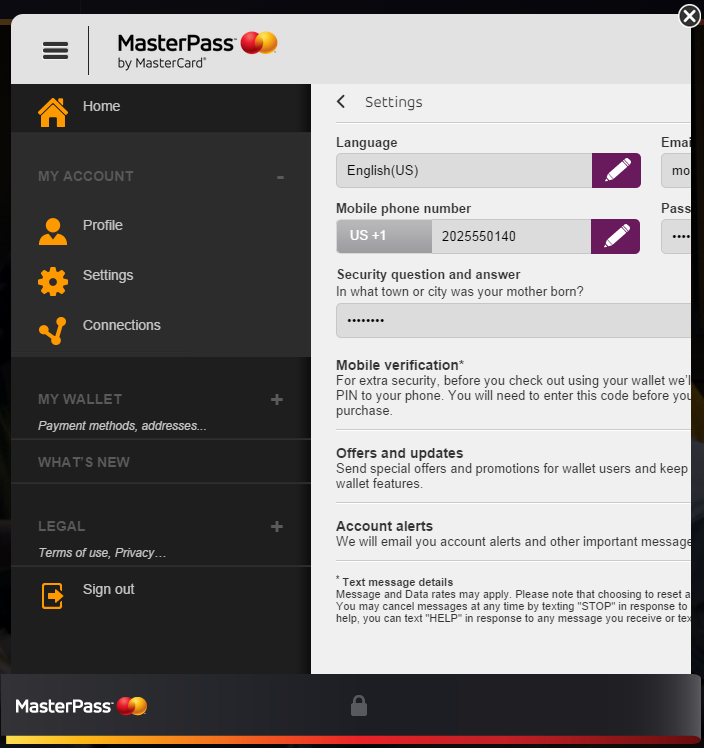 MasterPass
by MasterCard®
Home
MY ACCOUNT -
Profile
Settings
Connections
MY WALLET +
Payment methods, addresses...
WHAT'S NEW
LEGAL +
Terms of use, Privacy…
Sign out
Settings
Language
English(US)
Emai
mo
Mobile phone number
US +1 2025550140
Pass
••••
Security question and answer
In what town or city was your mother born?
••••••••
Mobile verification*
For extra security, before you check out using your wallet we'l
PIN to your phone. You will need to enter this code before you
purchase.
Offers and updates
Send special offers and promotions for wallet users and keep
wallet features.
Account alerts
We will email you account alerts and other important message
* Text message details
Message and Data rates may apply. Please note that choosing to reset a
You may cancel messages at any time by texting "STOP" in response to
help, you can text "HELP" in response to any message you receive or tex
MasterPass